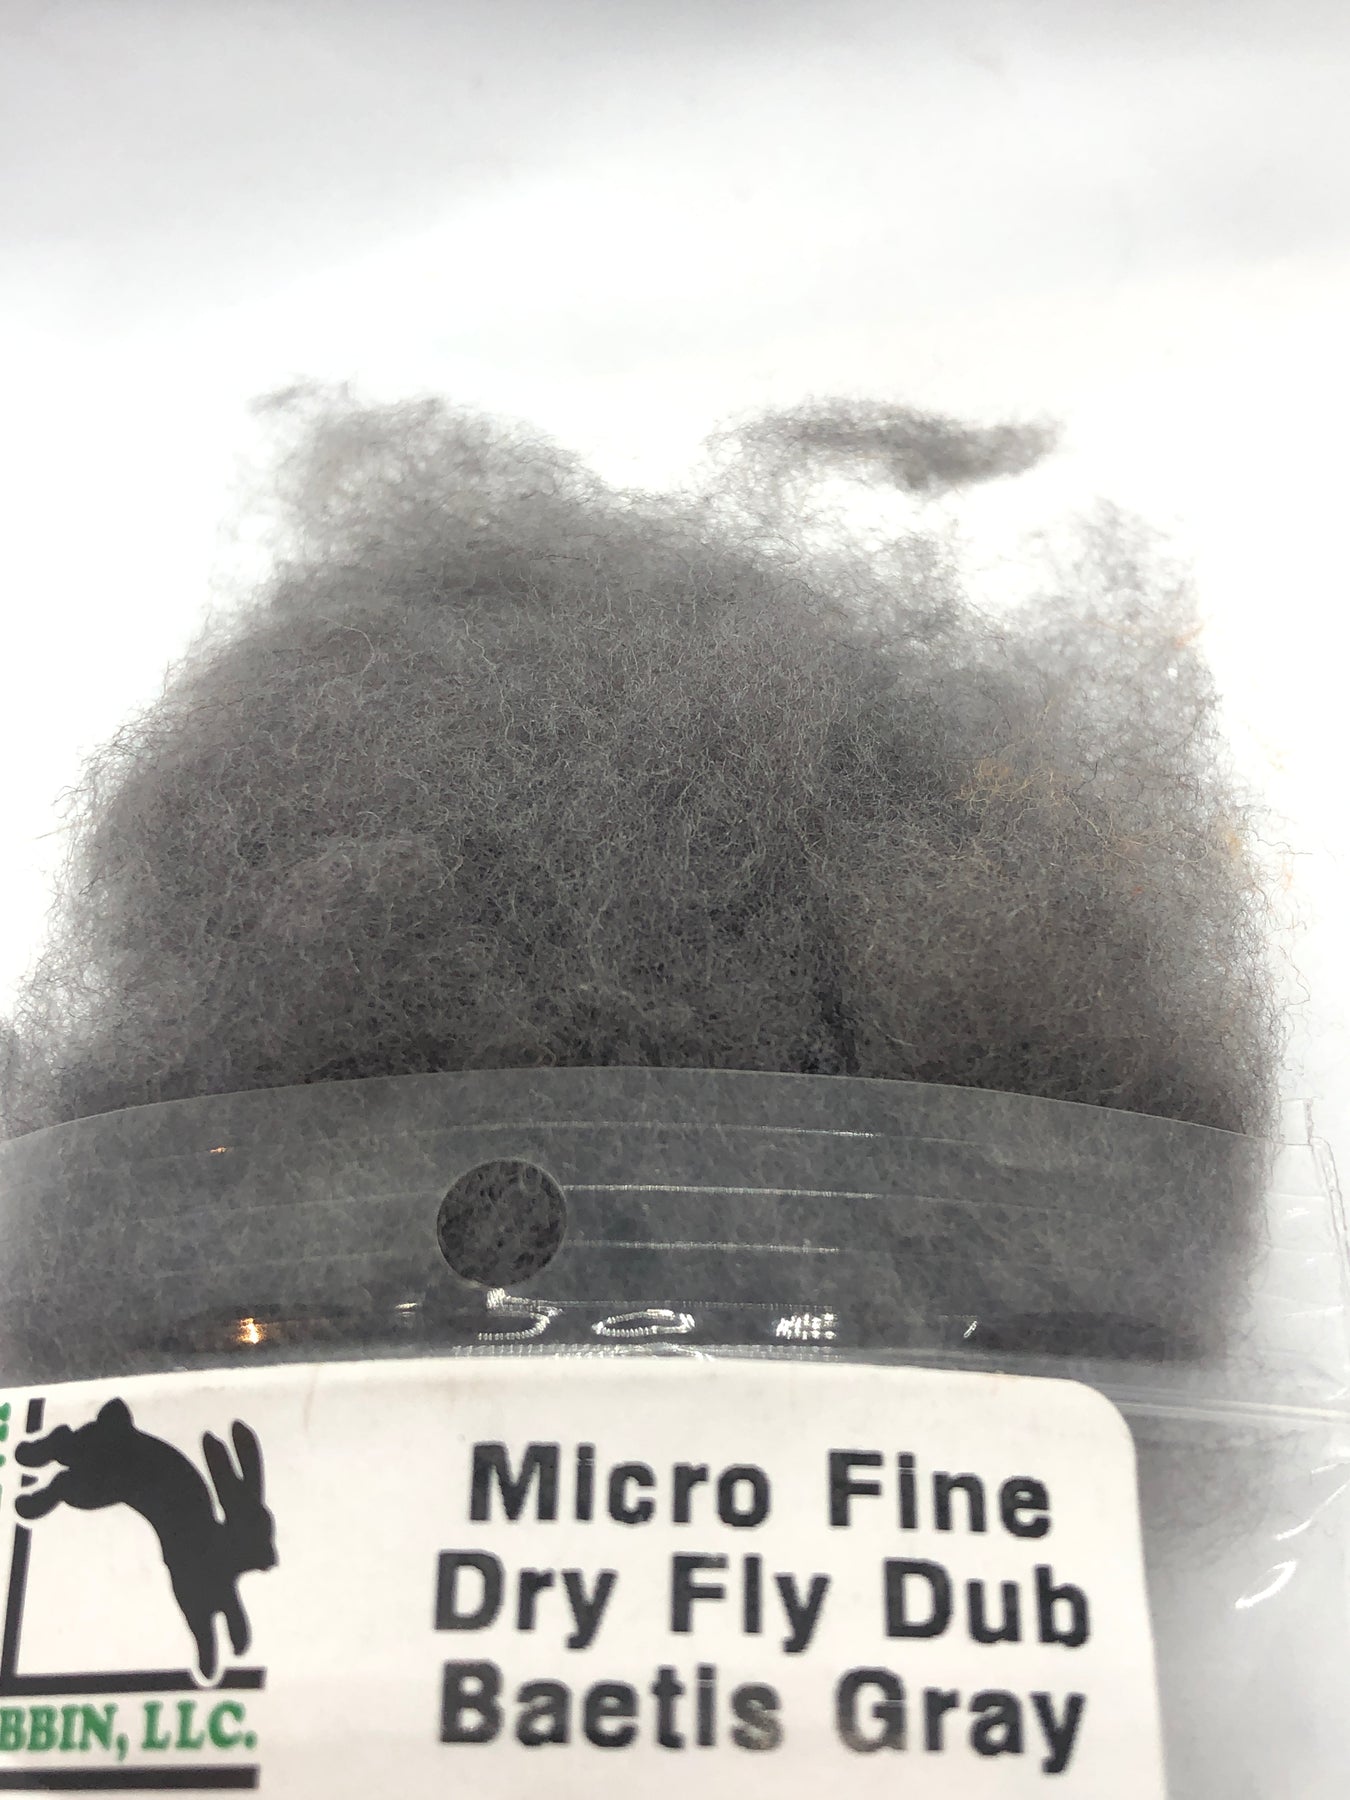 Micro Fine
Dry Fly Dub
Baetis Gray
BBIN, LLC.